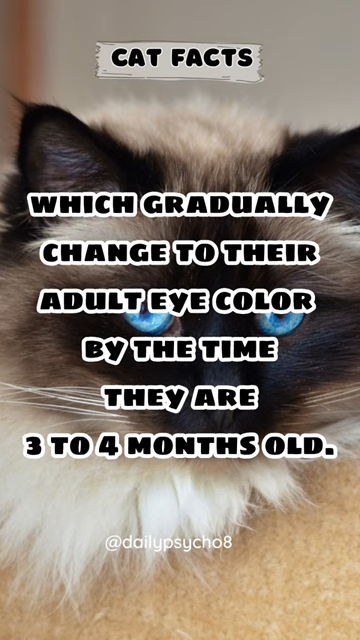 CAT FACTS
WHICH GRADUALLY
CHANGE TO THEIR
ADULT EYE COLOR
BY THE TIME
THEY ARE
3 TO 4 MONTHS OLD.
@dailypsycho8